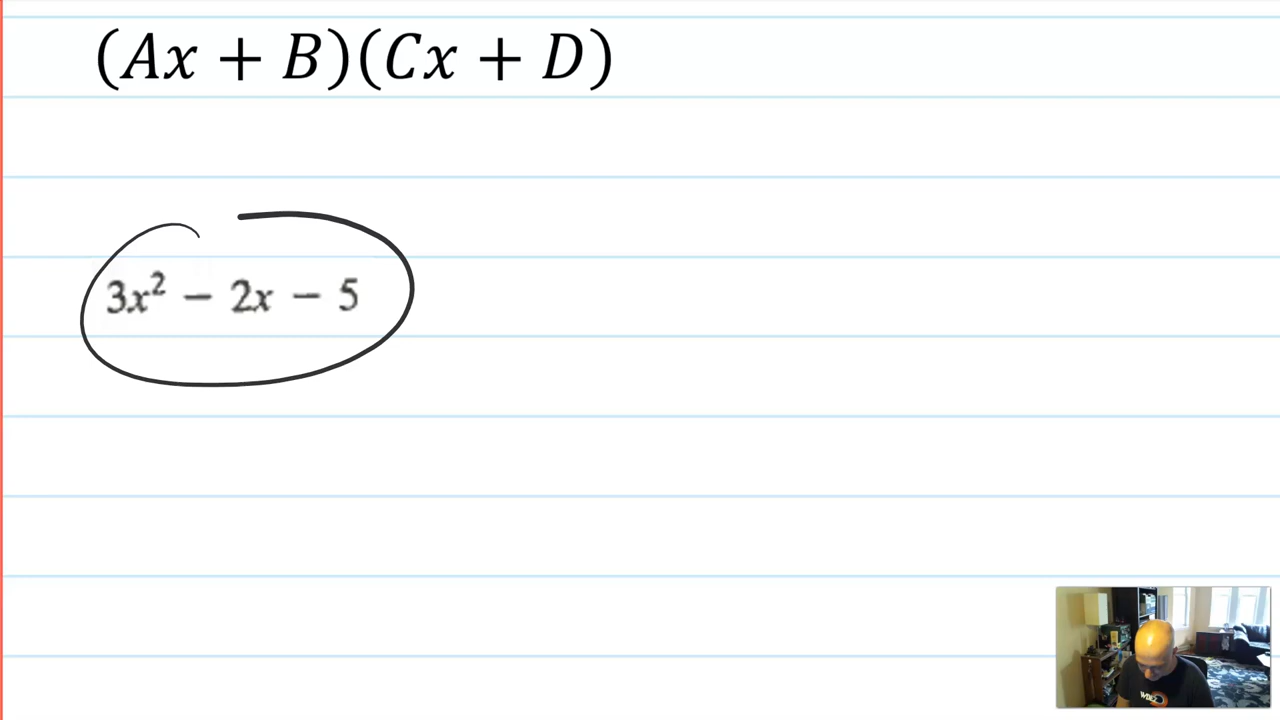 (Ax + B)(Cx + D)
3x² − 2x − 5